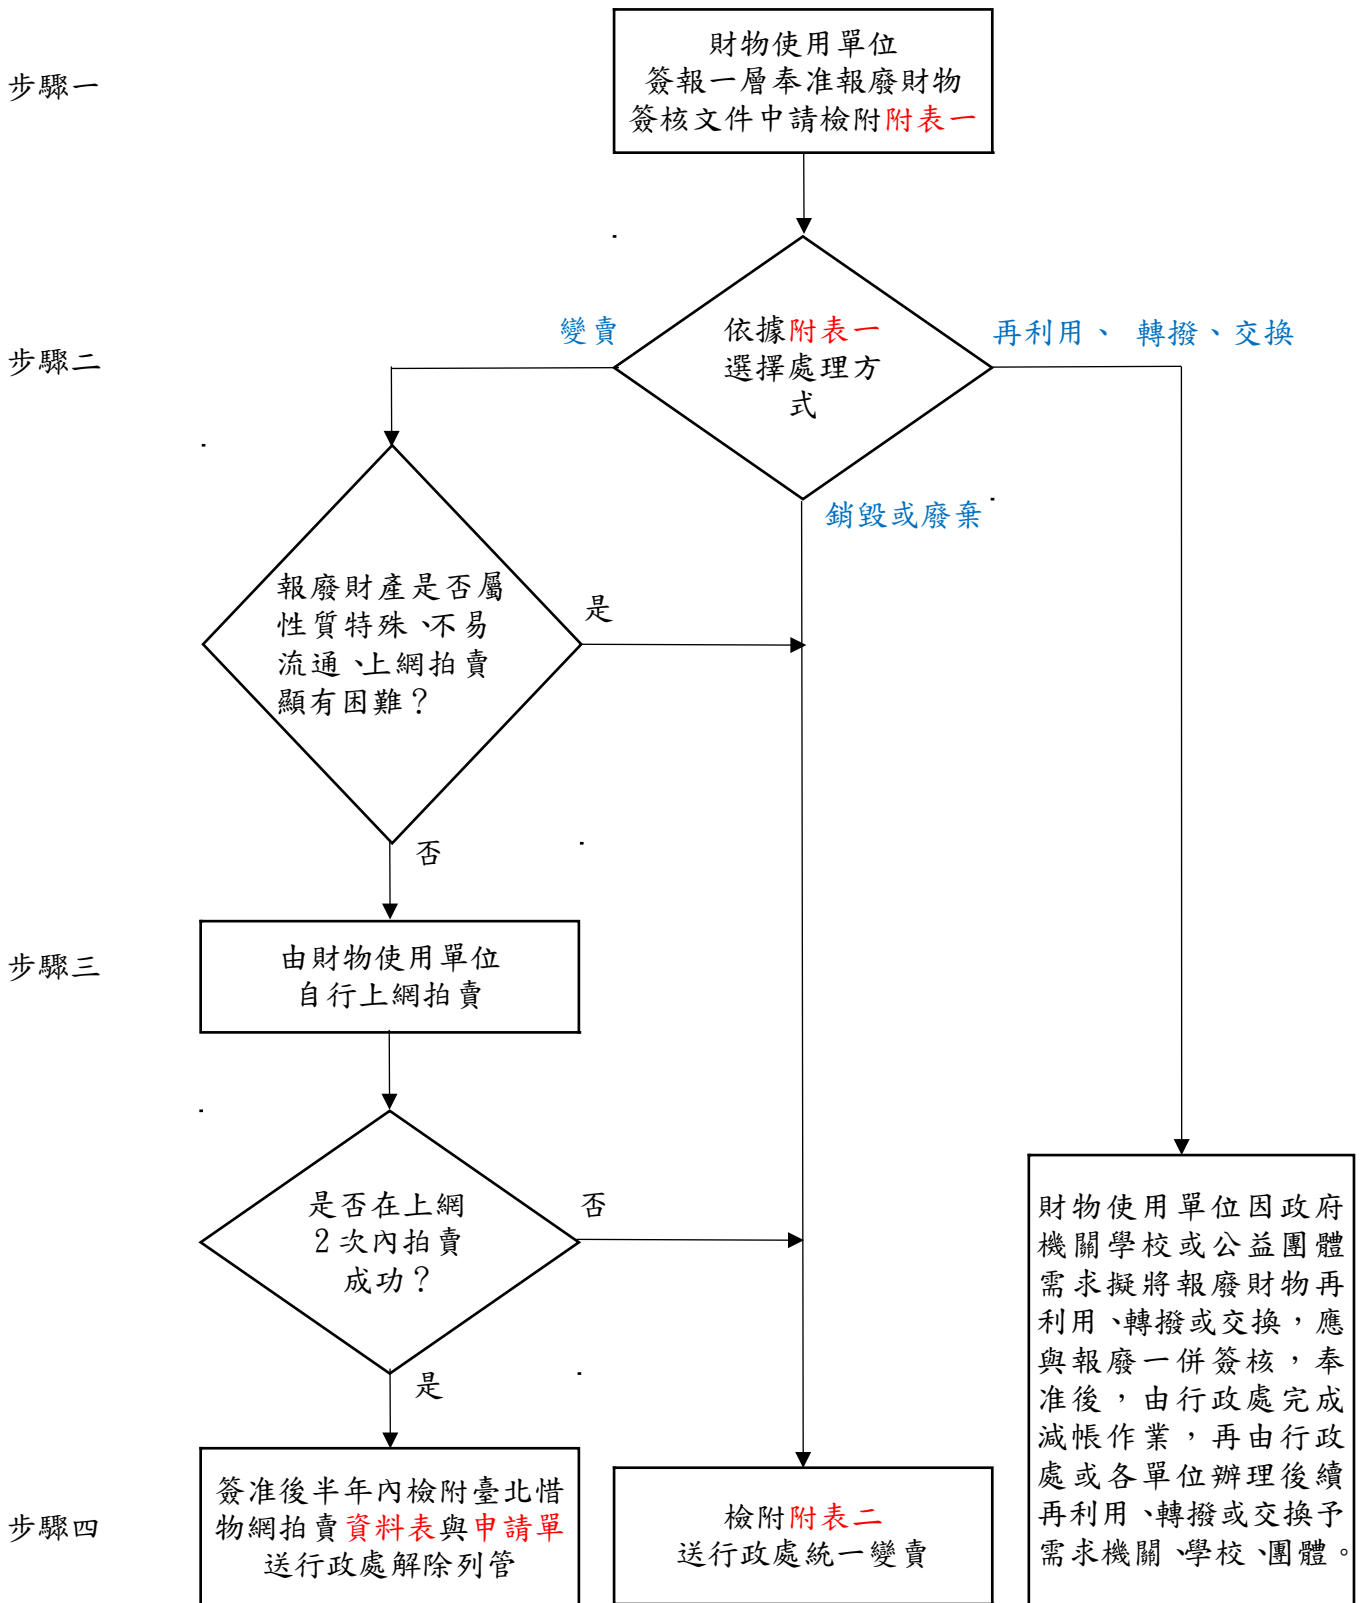 步驟一
財物使用單位
簽報一層奉准報廢財物
簽核文件中請檢附附表一
步驟二
變賣
依據附表一
選擇處理方
式
再利用、 轉撥、交換
銷毀或廢棄
報廢財產是否屬
性質特殊、不易
流通、上網拍賣
顯有困難？
是
否
步驟三
由財物使用單位
自行上網拍賣
是否在上網
2次內拍賣
成功？
否
是
財物使用單位因政府
機關學校或公益團體
需求擬將報廢財物再
利用、轉撥或交換，應
與報廢一併簽核，奉
准後，由行政處完成
減帳作業，再由行政
處或各單位辦理後續
再利用、轉撥或交換予
需求機關、學校、團體。
步驟四
簽准後半年內檢附臺北惜
物網拍賣資料表與申請單
送行政處解除列管
檢附附表二
送行政處統一變賣